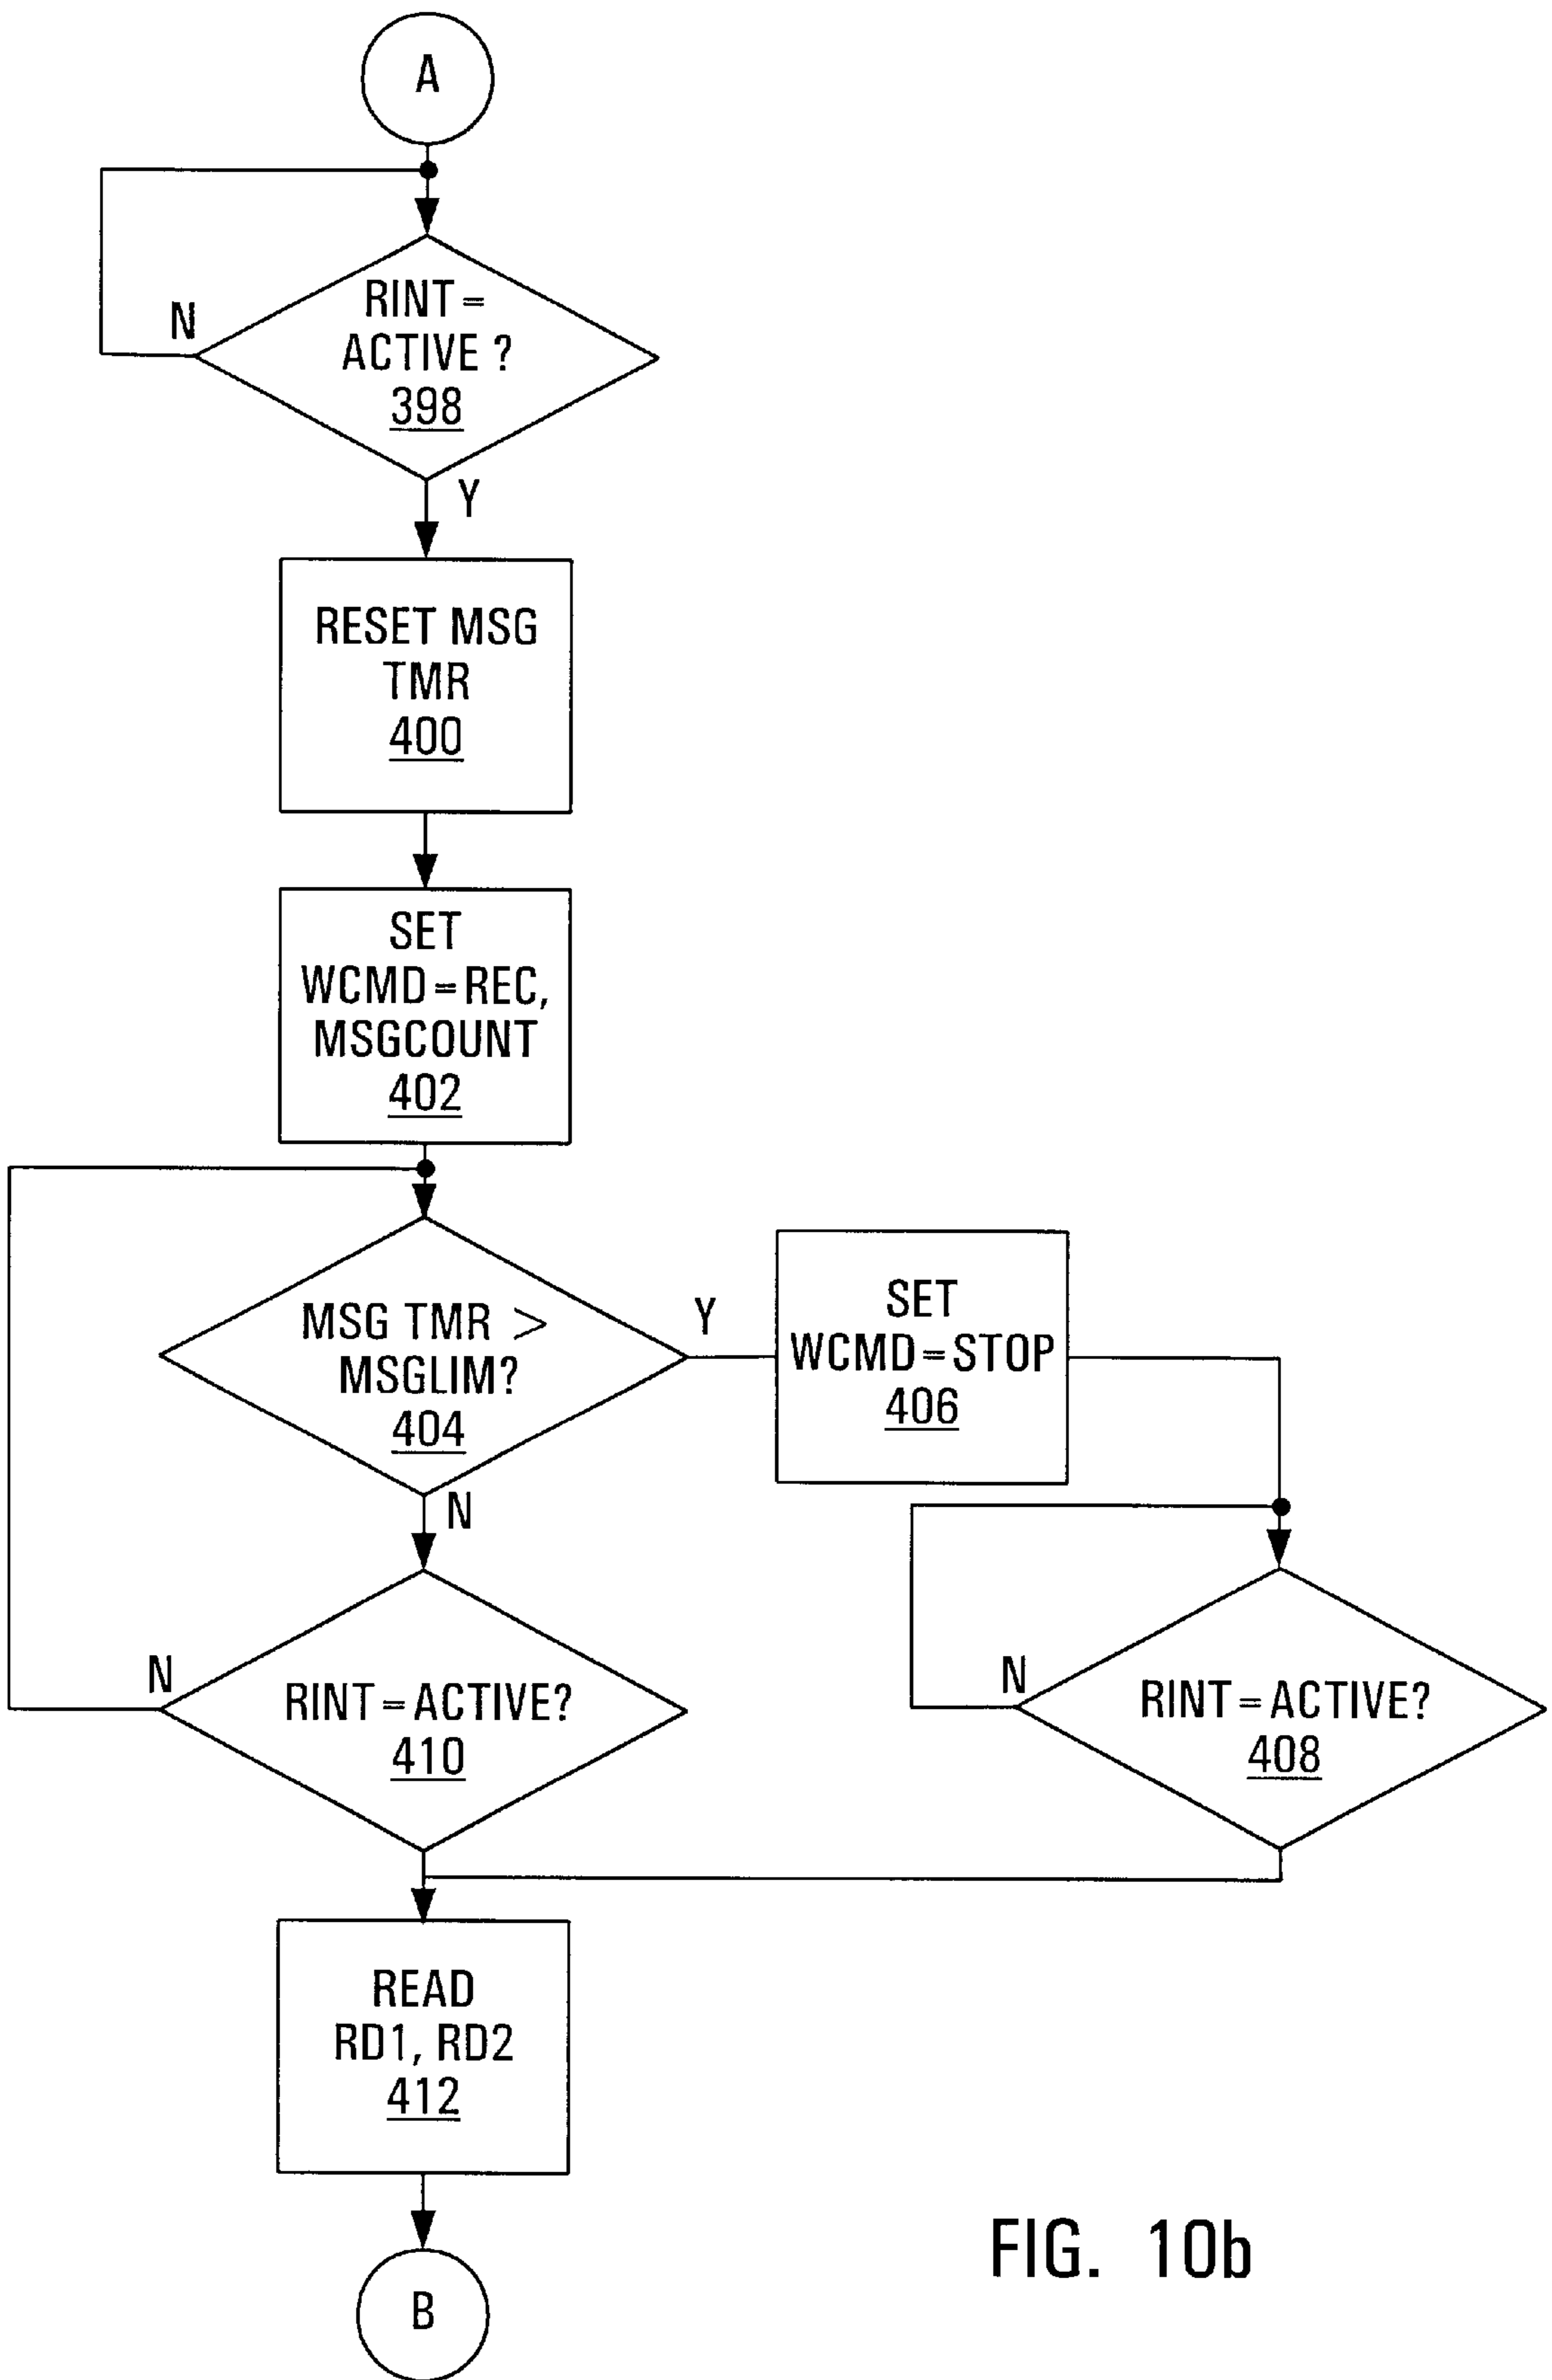 A
RINT =
ACTIVE ?
398
N
Y
RESET MSG
TMR
400
SET
WCMD = REC,
MSGCOUNT
402
MSG TMR >
MSGLIM?
404
Y
N
SET
WCMD = STOP
406
RINT = ACTIVE?
410
N
RINT = ACTIVE?
408
N
READ
RD1, RD2
412
B
FIG. 10b